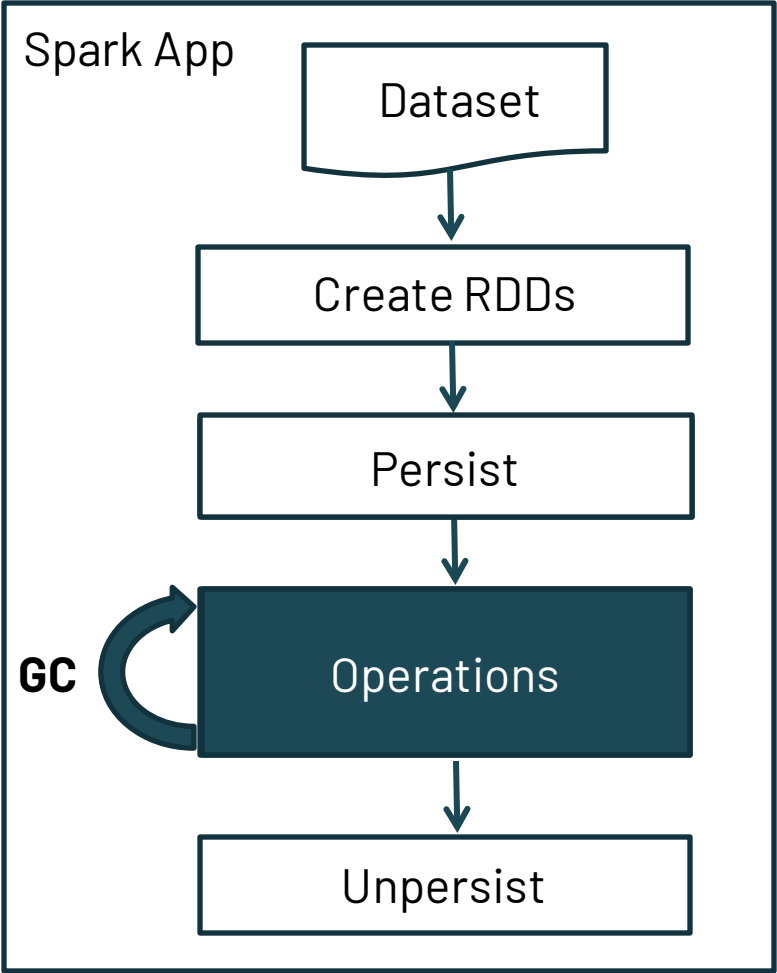 Spark App
Dataset
Create RDDs
Persist
GC
Operations
Unpersist